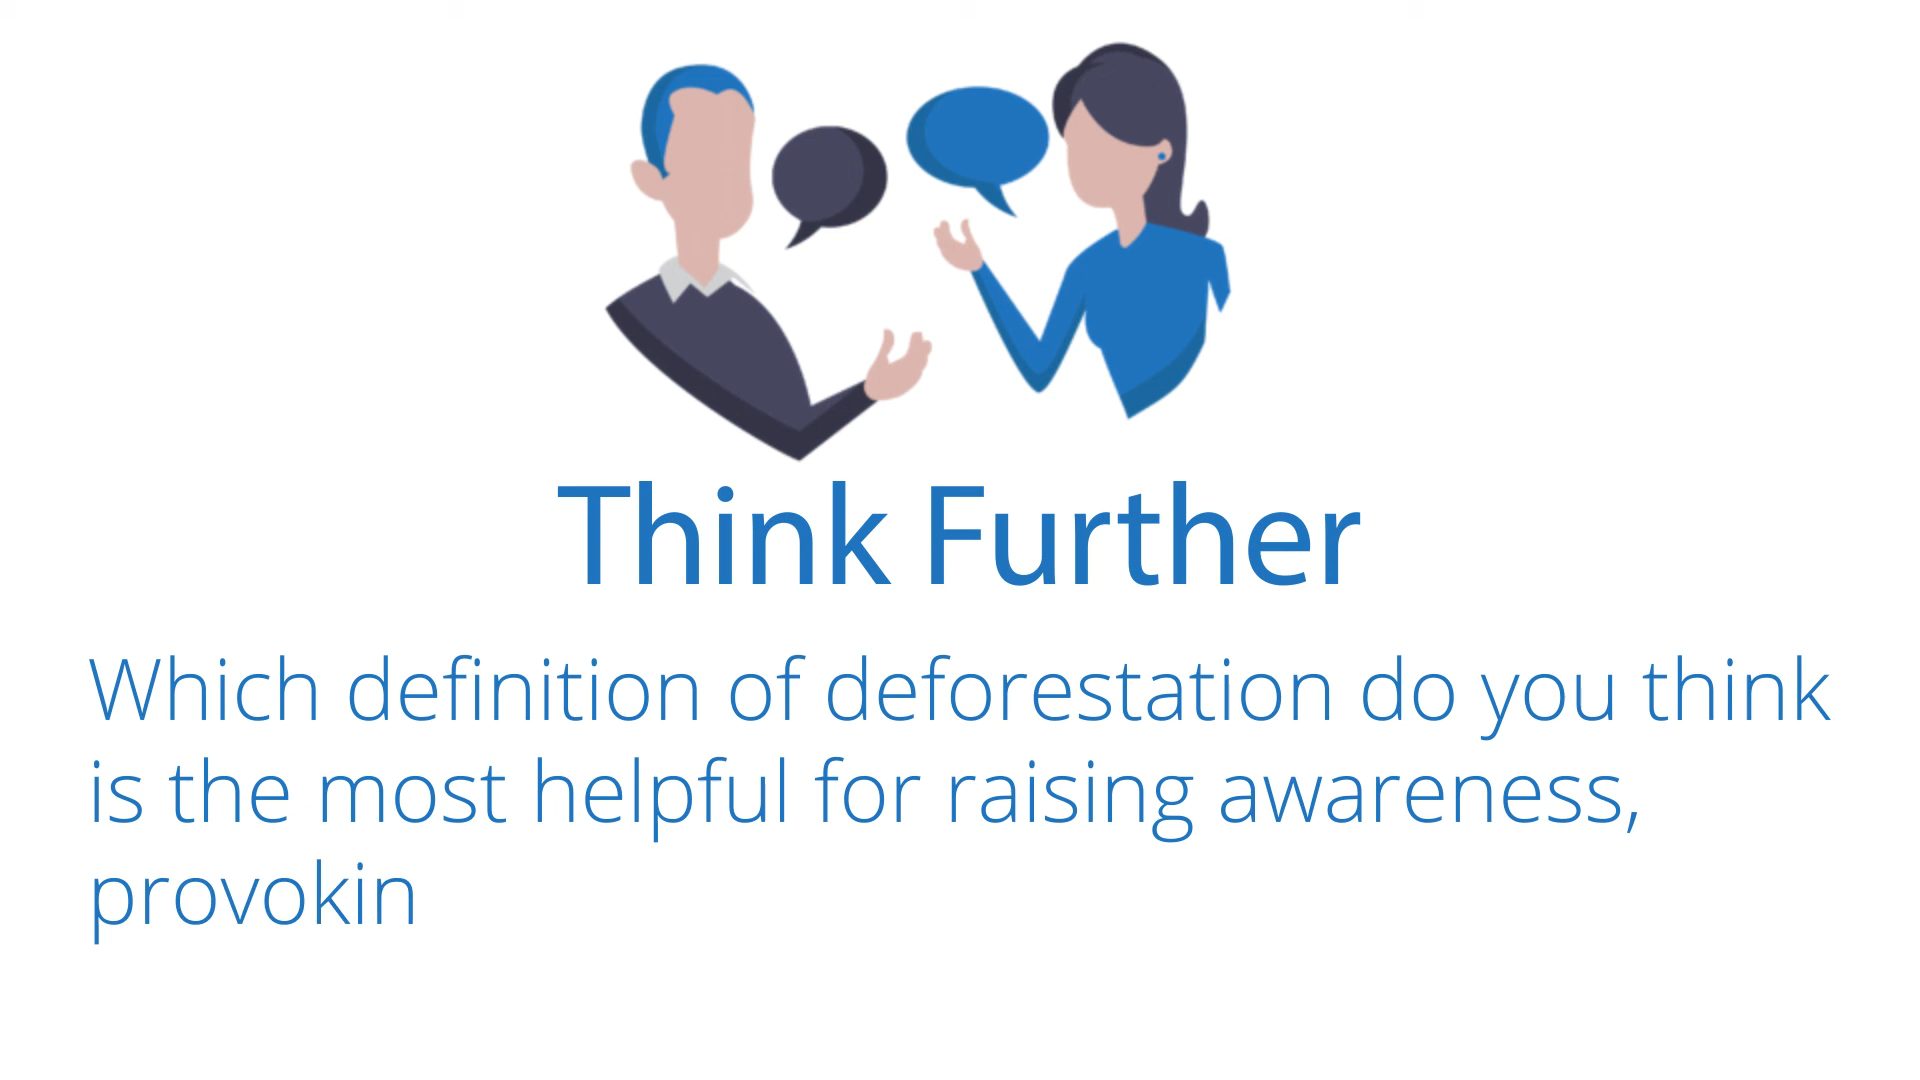 Think Further
Which definition of deforestation do you think
is the most helpful for raising awareness,
provokin